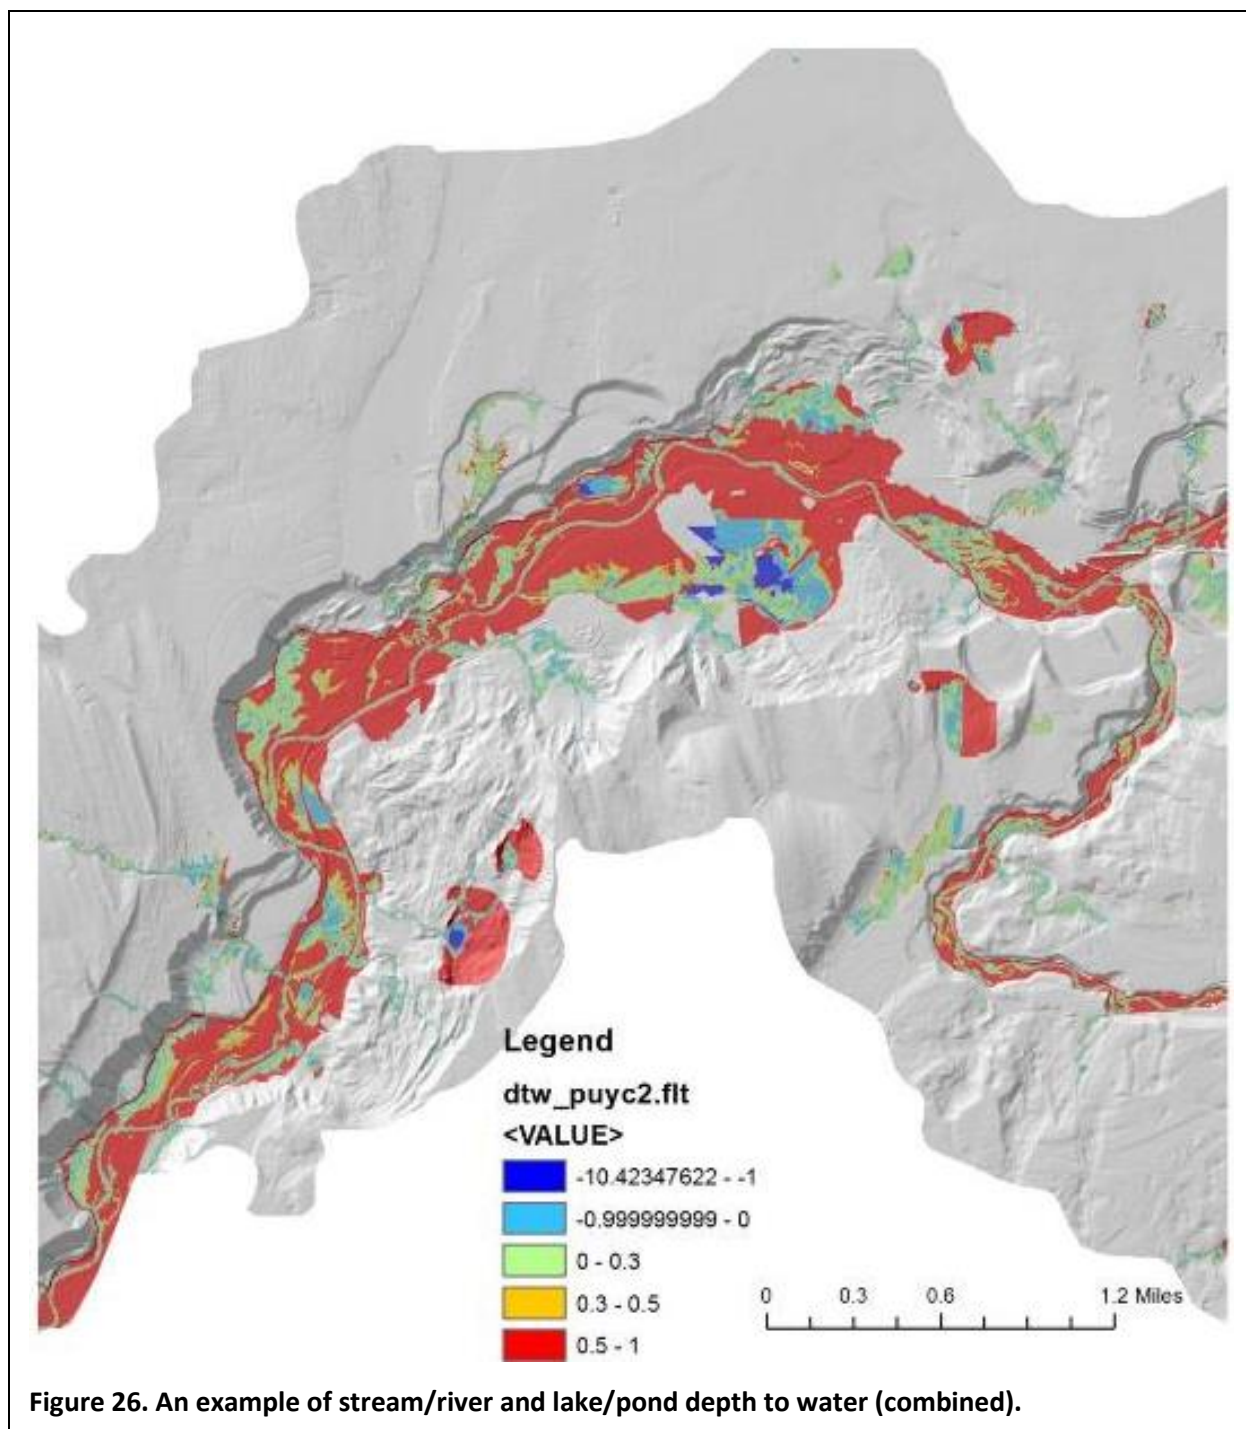 Legend
dtw_puyc2.flt
<VALUE>
-10.42347622 - -1
-0.999999999 - 0
0 - 0.3
0.3 - 0.5
0.5 - 1
0 0.3 0.6 1.2 Miles
Figure 26. An example of stream/river and lake/pond depth to water (combined).